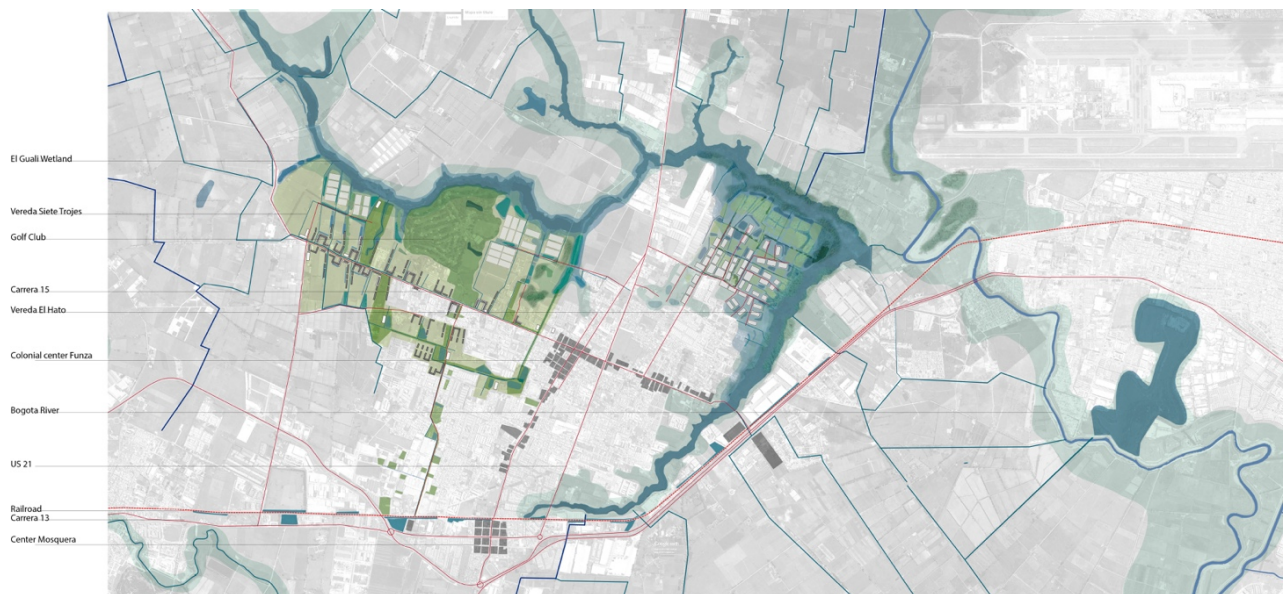 El Guali Wetland
Vereda Siete Trojes
Golf Club
Carrera 15
Vereda El Hato
Colonial center Funza
Bogota River
US 21
Railroad
Carrera 13
Center Mosquera